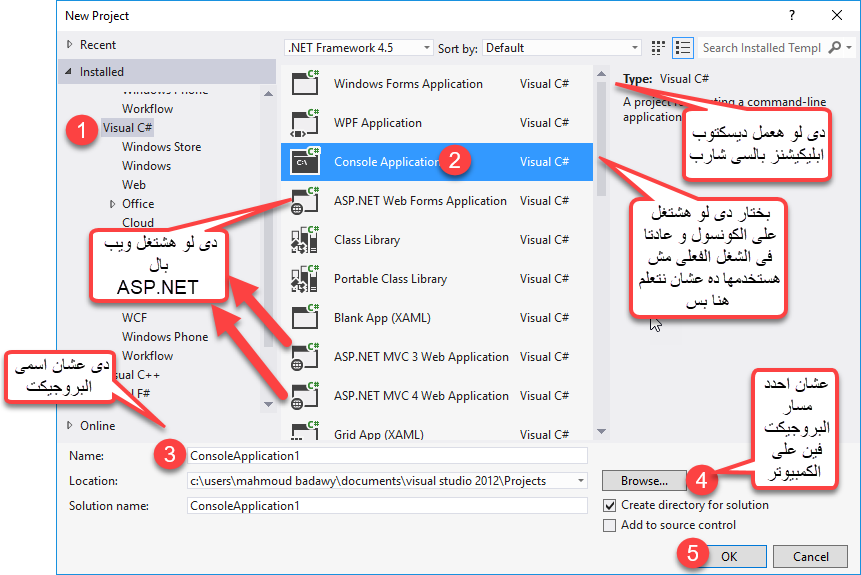 New Project
?
Recent
.NET Framework 4.5
Sort by:
Default
Search Installed Templ
Installed
Windows Phone
Workflow
1
Visual C#
Windows Store
Windows
Web
Office
Cloud
WCF
Windows Phone
Workflow
Visual C++
F#
Online
Windows Forms Application Visual C#
WPF Application Visual C#
Console Application 2 Visual C#
ASP.NET Web Forms Application Visual C#
Class Library Visual C#
Portable Class Library Visual C#
Blank App (XAML) Visual C#
ASP.NET MVC 3 Web Application Visual C#
ASP.NET MVC 4 Web Application Visual C#
Grid App (XAML) Visual C#
Type: Visual C#
A project for creating a command-line
application
دى لو هعمل ديسكتوب
ابليكيشنز بالسى شارب
بختار دى لو هشتغل
على الكونسول و عادتا
فى الشغل الفعلى مش
هستخدمها ده عشان نتعلم
هنا بس
دى لو هشتغل ويب
بال
ASP.NET
دى عشان اسمى
البروجيكت
عشان احدد
مسار
البروجيكت
فين على
الكمبيوتر
Name: 3 ConsoleApplication1
Location: c:\users\mahmoud badawy\documents\visual studio 2012\Projects
Browse... 4
Solution name: ConsoleApplication1
Create directory for solution
Add to source control
5 OK
Cancel